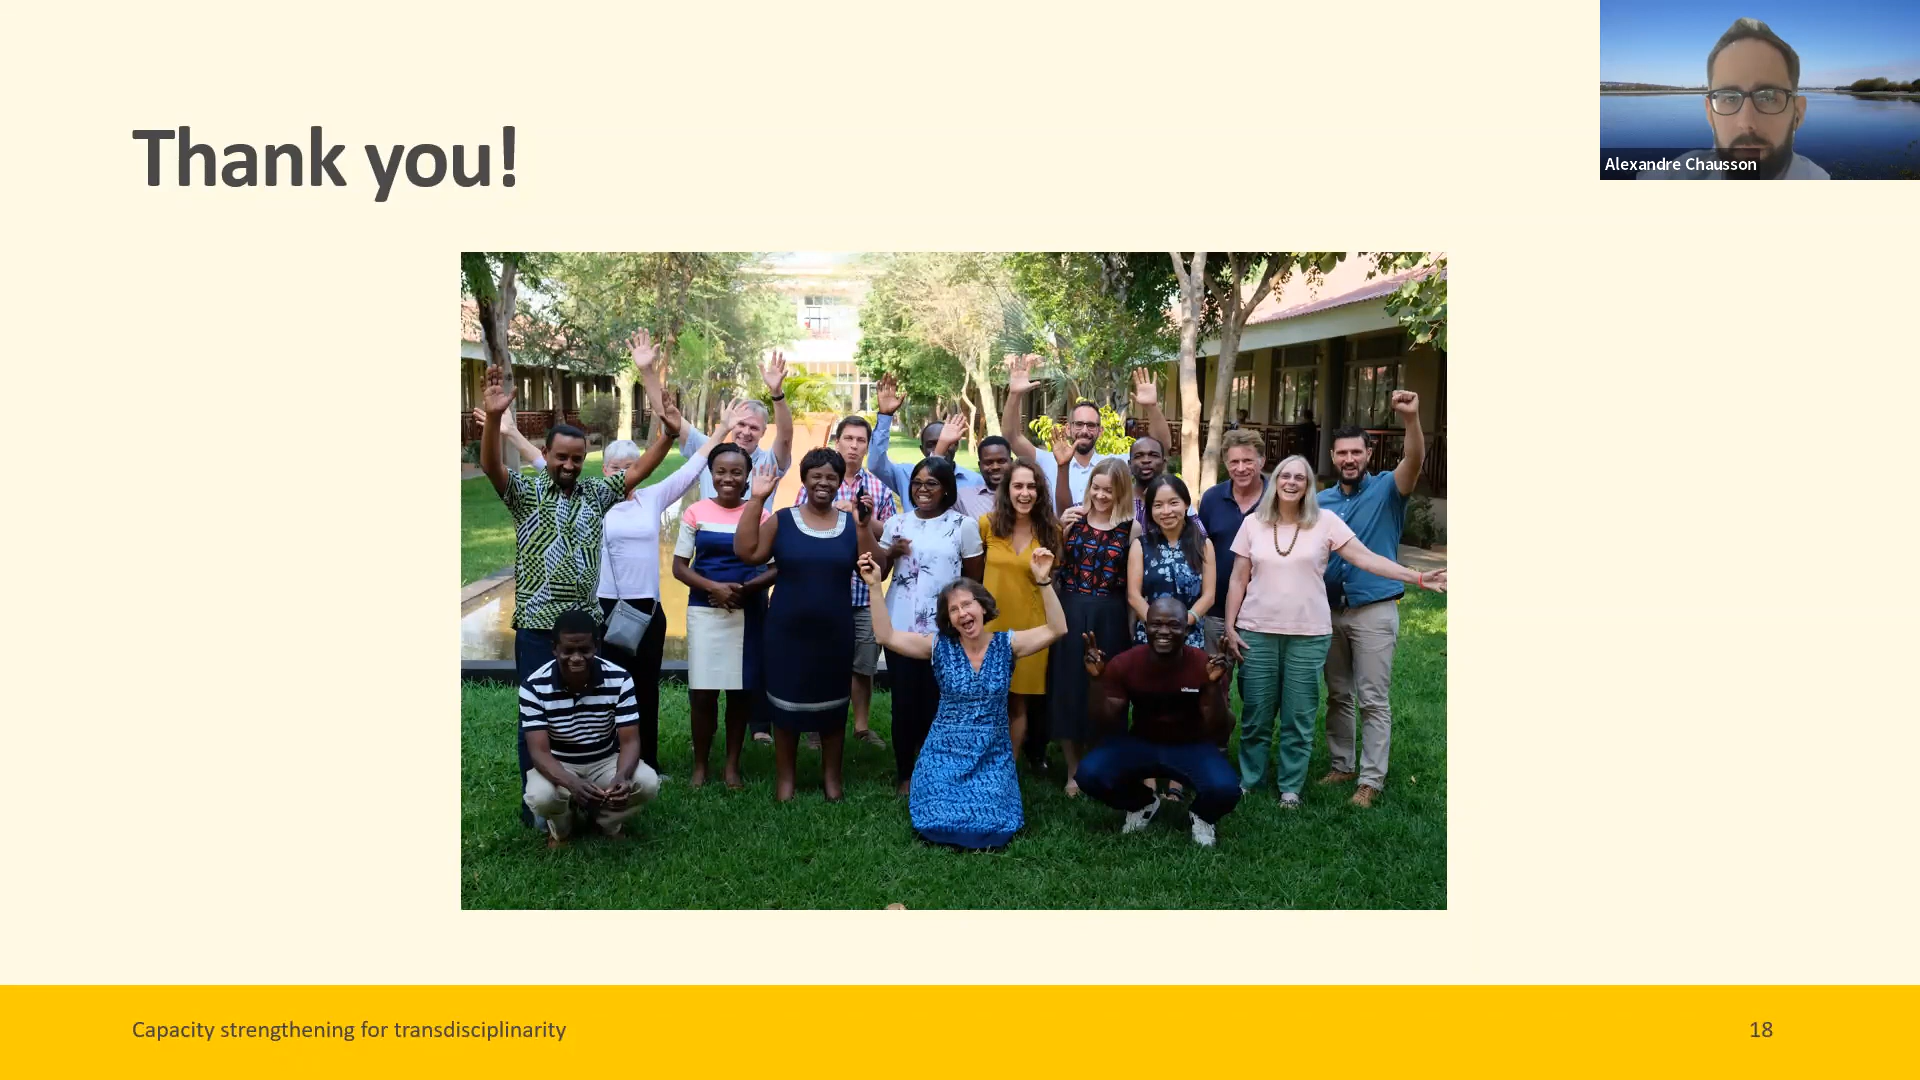 Alexandre Chausson
Thank you!
Capacity strengthening for transdisciplinarity
18